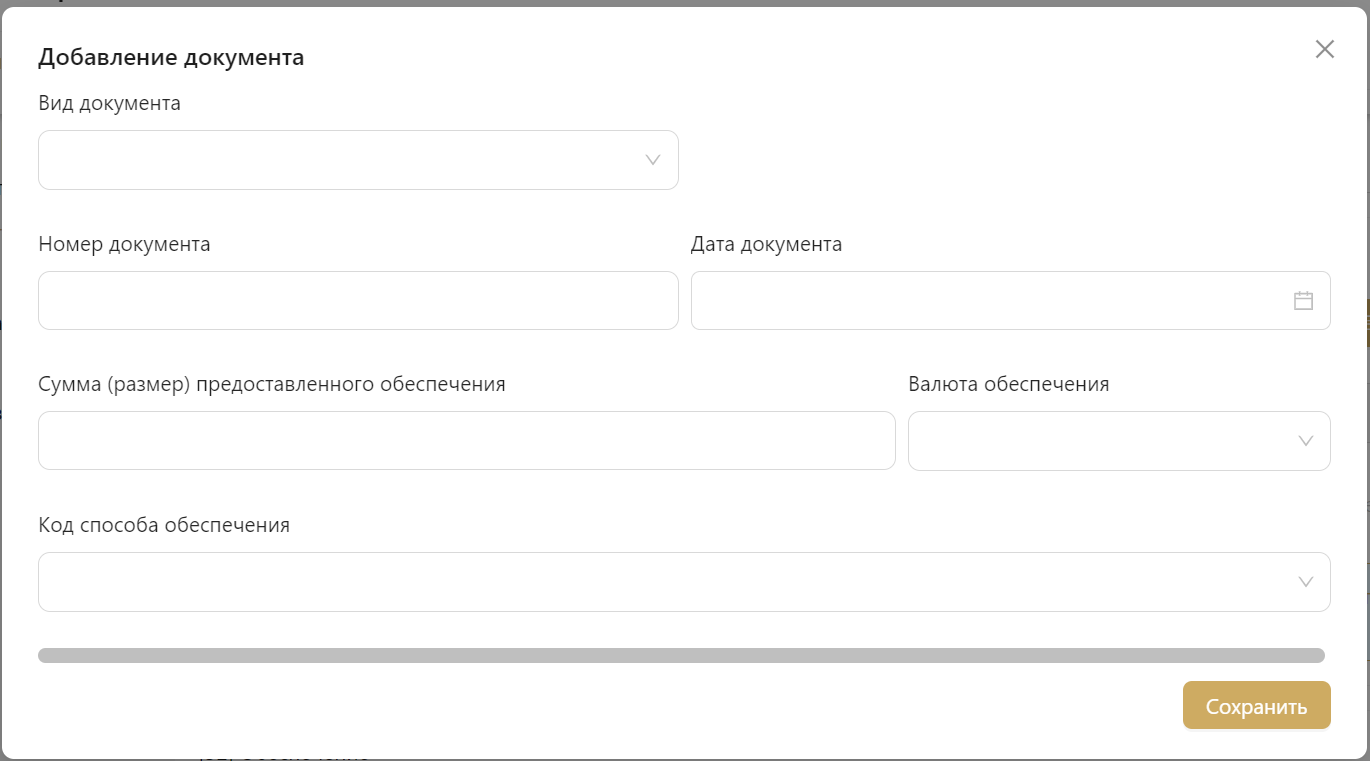 Добавление документа
Вид документа
Номер документа
Дата документа
Сумма (размер) предоставленного обеспечения
Валюта обеспечения
Код способа обеспечения
Сохранить